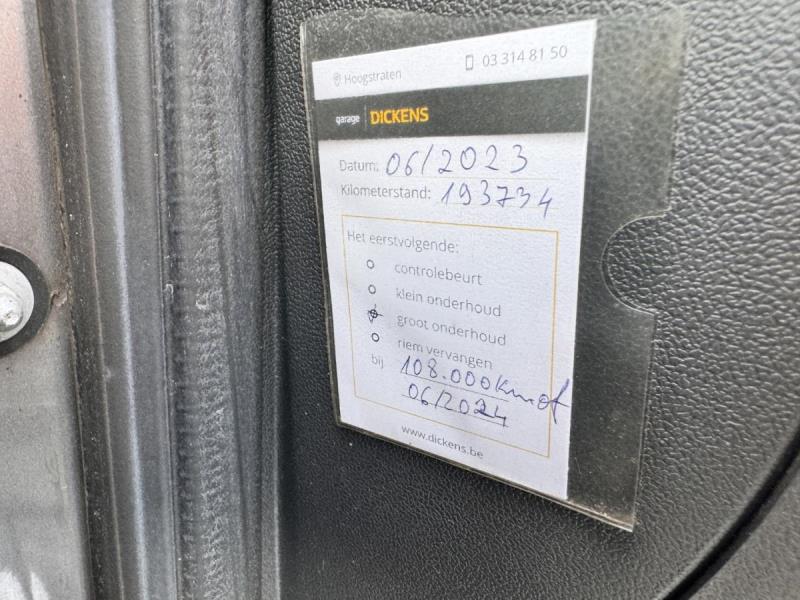 Hoogstraten 03 314 81 50
garage DICKENS
Datum: 06/2023
Kilometerstand: 193734
Het eerstvolgende:
controlebeurt
klein onderhoud
groot onderhoud
riem vervangen
bij 108.000km of
06/2024
www.dickens.be